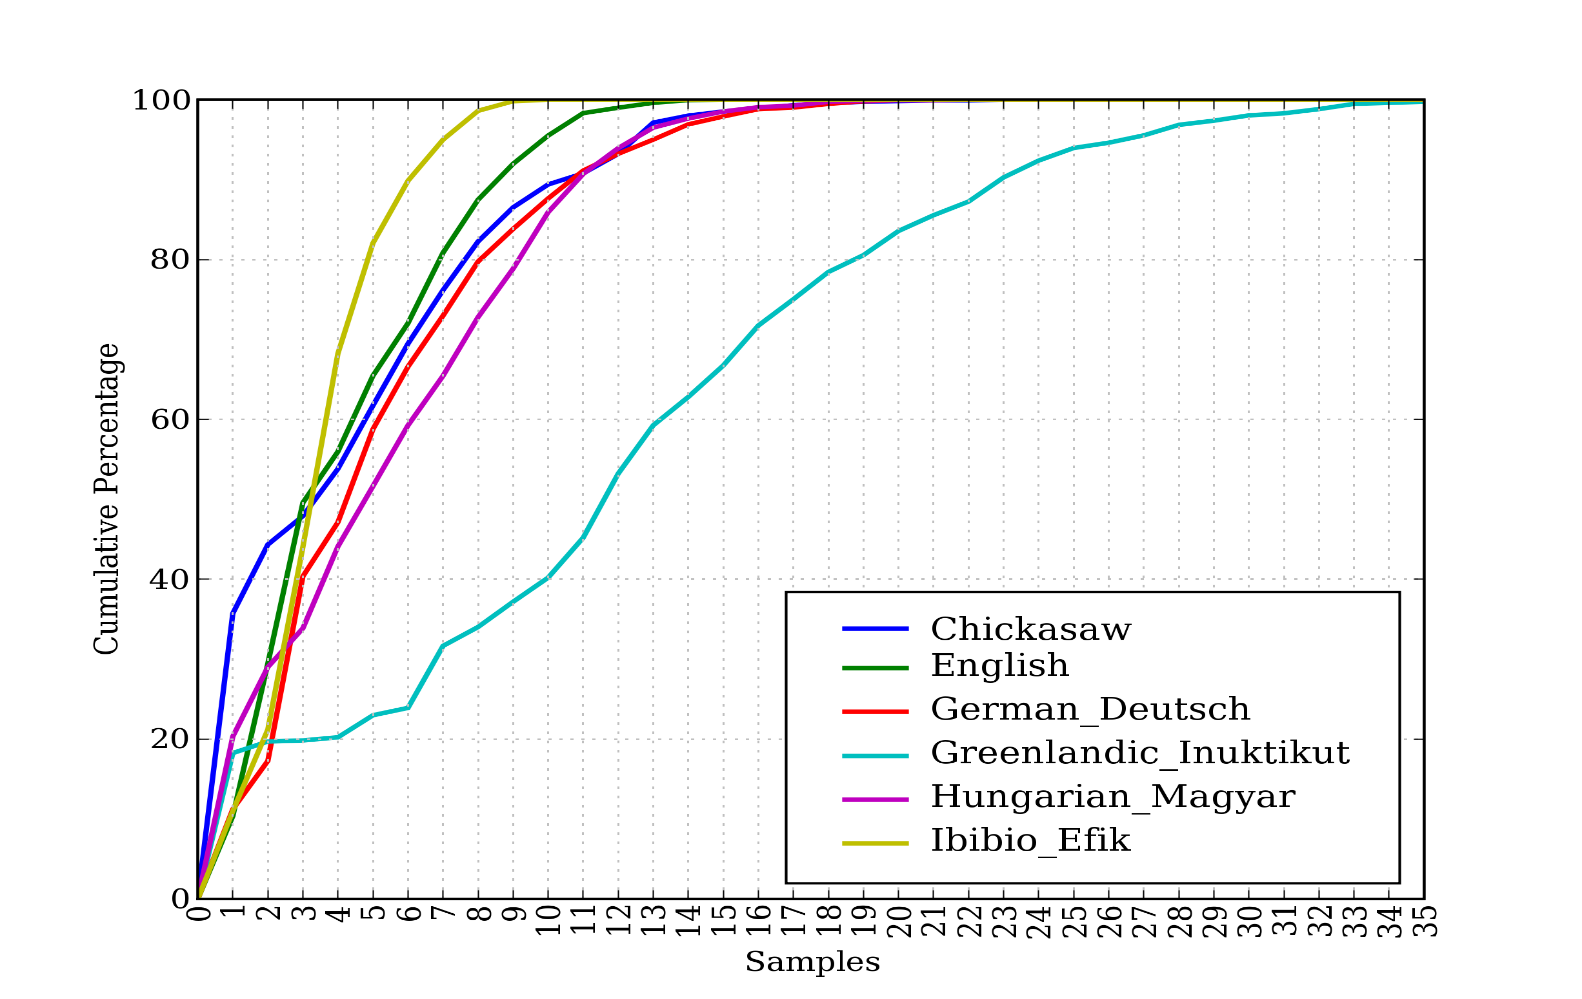 100
80
60
40
20
0
Cumulative Percentage
Chickasaw
English
German_Deutsch
Greenlandic_Inuktikut
Hungarian_Magyar
Ibibio_Efik
0 1 2 3 4 5 6 7 8 9 10 11 12 13 14 15 16 17 18 19 20 21 22 23 24 25 26 27 28 29 30 31 32 33 34 35
Samples